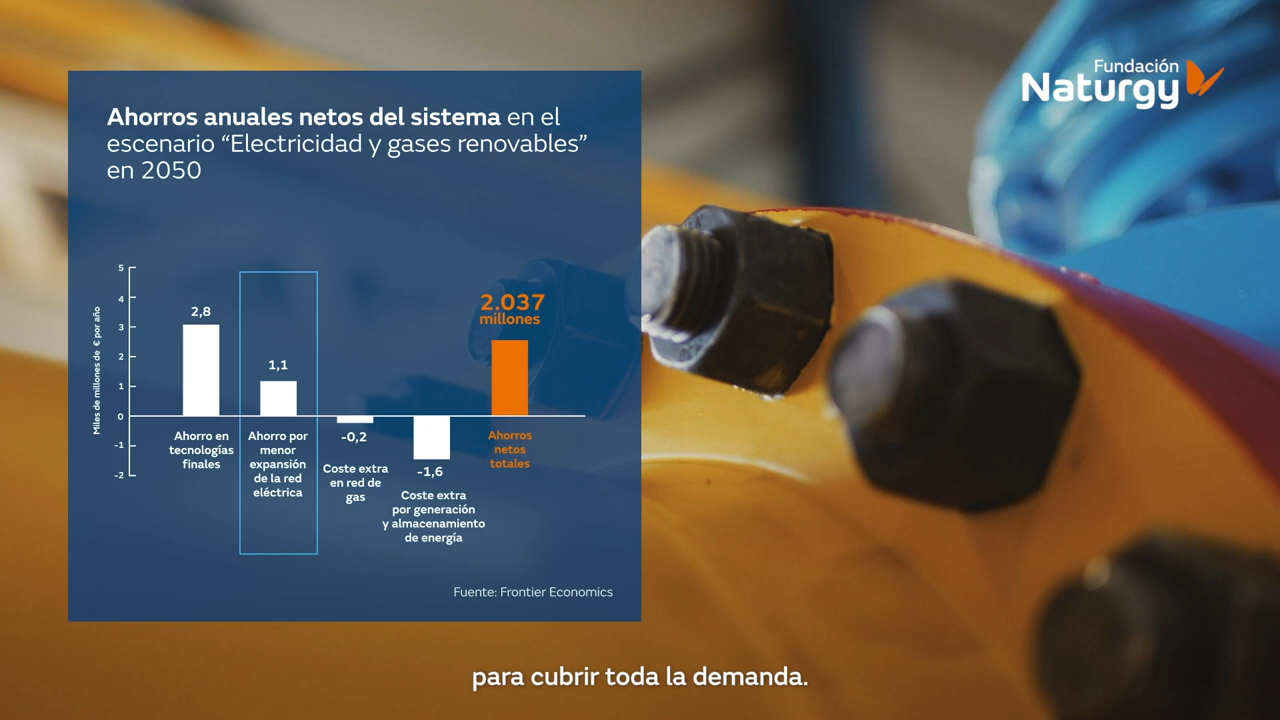 Fundación
Naturgy
Ahorros anuales netos del sistema en el
escenario “Electricidad y gases renovables”
en 2050
Miles de millones de € por año
5
4
3
2
1
0
-1
-2
2,8
Ahorro en
tecnologías
finales
1,1
Ahorro por
menor
expansión
de la red
eléctrica
-0,2
Coste extra
en red de
gas
-1,6
Coste extra
por generación
y almacenamiento
de energía
2.037
millones
Ahorros
netos
totales
Fuente: Frontier Economics
para cubrir toda la demanda.